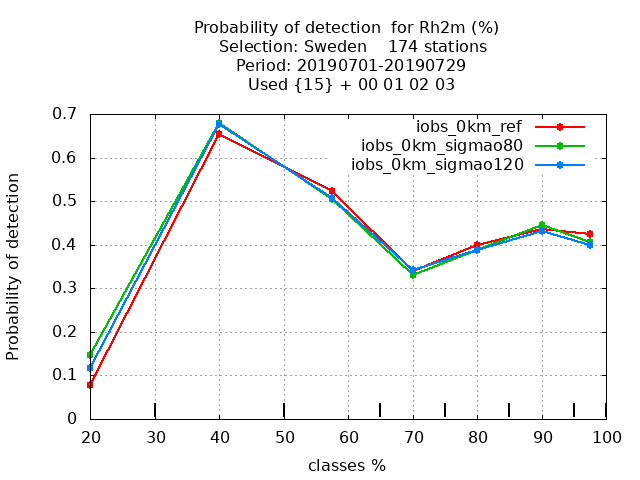 Probability of detection  for Rh2m (%)
Selection: Sweden    174 stations
Period: 20190701-20190729
Used {15} + 00 01 02 03
iobs_0km_ref
iobs_0km_sigmao80
iobs_0km_sigmao120
Probability of detection
0.7
0.6
0.5
0.4
0.3
0.2
0.1
0
20 30 40 50 60 70 80 90 100
classes %